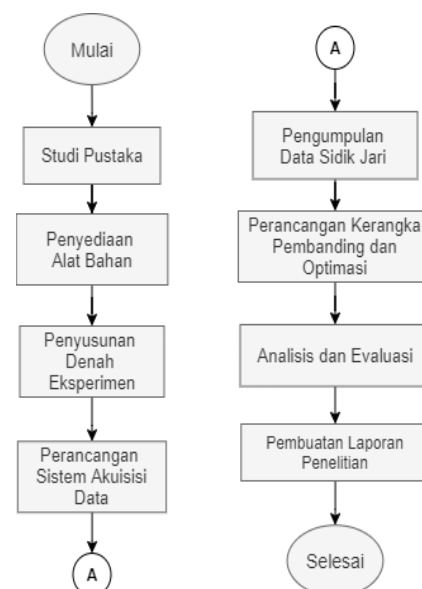 Mulai
Studi Pustaka
Penyediaan
Alat Bahan
Penyusunan
Denah
Eksperimen
Perancangan
Sistem Akuisisi
Data
A
A
Pengumpulan
Data Sidik Jari
Perancangan Kerangka
Pembanding dan
Optimasi
Analisis dan Evaluasi
Pembuatan Laporan
Penelitian
Selesai